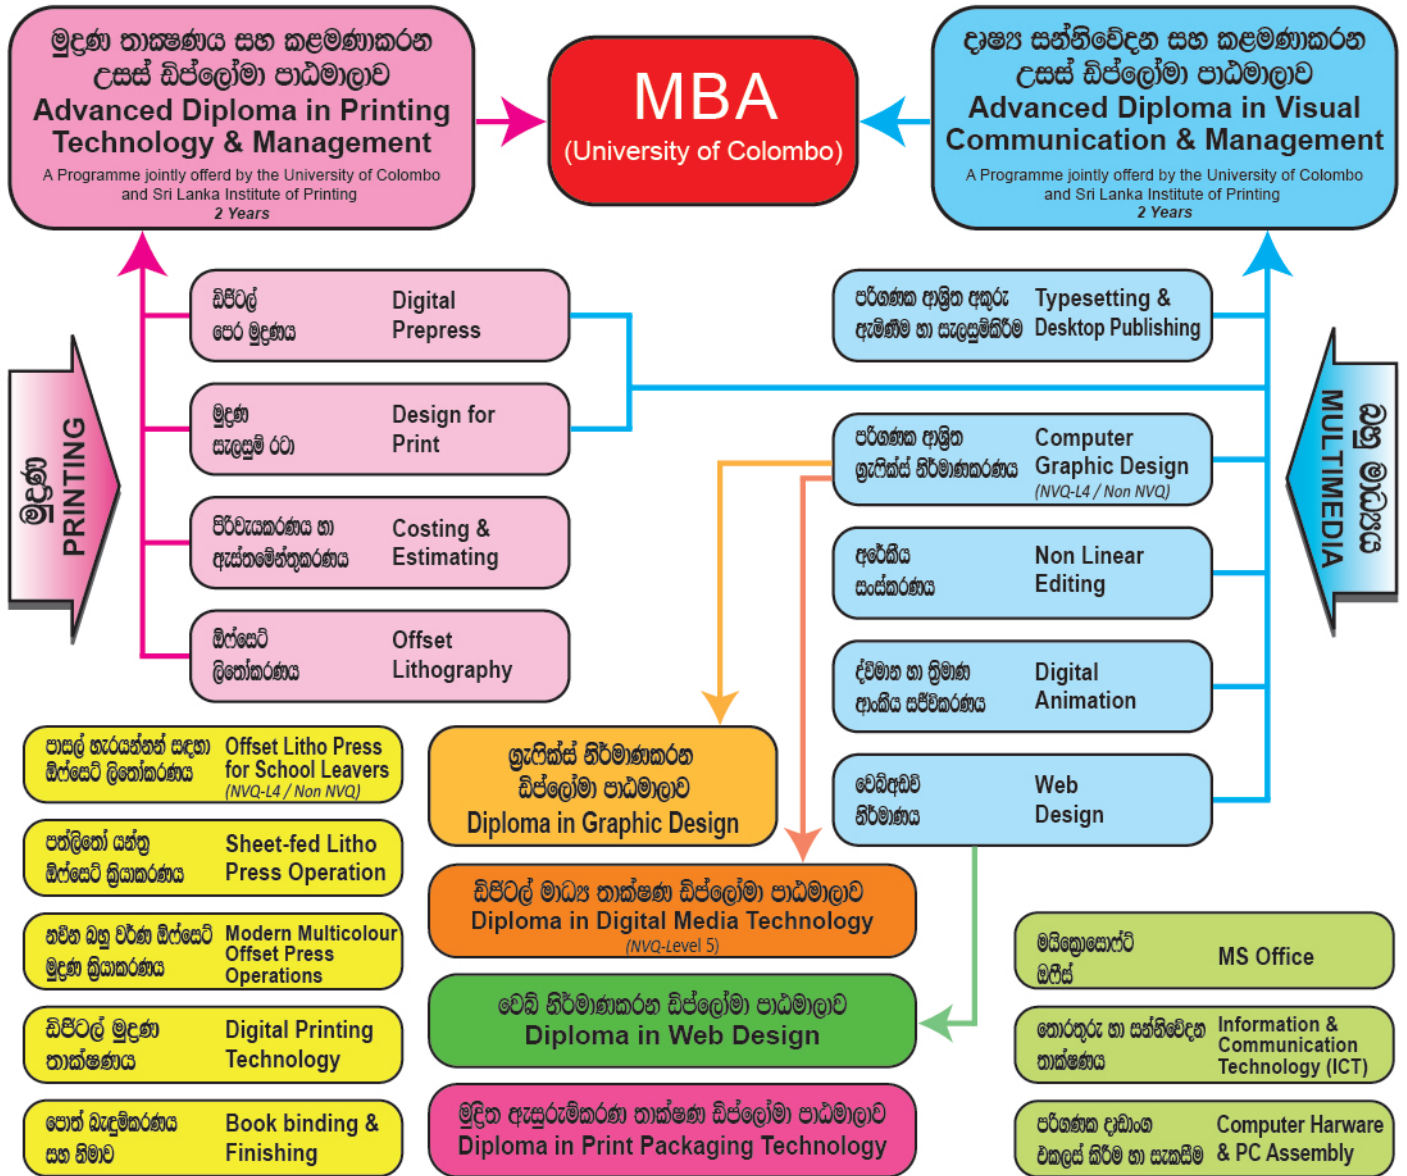 මුද්‍රණ තාක්‍ෂණය සහ කළමණාකරන
උසස් ඩිප්ලෝමා පාඨමාලාව
Advanced Diploma in Printing
Technology & Management
A Programme jointly offerd by the University of Colombo
and Sri Lanka Institute of Printing
2 Years
MBA
(University of Colombo)
දෘෂ්‍ය සන්නිවේදන සහ කළමණාකරන
උසස් ඩිප්ලෝමා පාඨමාලාව
Advanced Diploma in Visual
Communication & Management
A Programme jointly offerd by the University of Colombo
and Sri Lanka Institute of Printing
2 Years
මුද්‍රණ
PRINTING
ඩිජිටල් Digital
පෙර මුද්‍රණය Prepress
මුද්‍රණ Design for
සැලසුම් රටා Print
පිරිවැයකරණය හා Costing &
ඇස්තමේන්තුකරණය Estimating
ඕෆ්සෙට් Offset
ලිතෝකරණය Lithography
පරිගණක ආශ්‍රිත අකුරු Typesetting &
ඇමිණීම හා සැලසුම්කිරීම Desktop Publishing
පරිගණක ආශ්‍රිත Computer
ග්‍රැෆික්ස් නිර්මාණකරණය Graphic Design
(NVQ-L4 / Non NVQ)
අරේකීය Non Linear
සංස්කරණය Editing
ද්විමාන හා ත්‍රිමාණ Digital
ආංකීය සජීවිකරණය Animation
වෙබ්අඩවි Web
නිර්මාණය Design
බහු මාධ්‍යය
MULTIMEDIA
පාසල් හැරයන්නන් සඳහා Offset Litho Press
ඕෆ්සෙට් ලිතෝකරණය for School Leavers
(NVQ-L4 / Non NVQ)
පත්ලිතෝ යන්ත්‍ර Sheet-fed Litho
ඕෆ්සෙට් ක්‍රියාකරණය Press Operation
නවීන බහු වර්ණ ඕෆ්සෙට් Modern Multicolour
මුද්‍රණ ක්‍රියාකරණය Offset Press
Operations
ඩිජිටල් මුද්‍රණ Digital Printing
තාක්ෂණය Technology
පොත් බැඳුම්කරණය Book binding &
සහ නිමාව Finishing
ග්‍රැෆික්ස් නිර්මාණකරන
ඩිප්ලෝමා පාඨමාලාව
Diploma in Graphic Design
ඩිජිටල් මාධ්‍ය තාක්ෂණ ඩිප්ලෝමා පාඨමාලාව
Diploma in Digital Media Technology
(NVQ-Level 5)
වෙබ් නිර්මාණකරන ඩිප්ලෝමා පාඨමාලාව
Diploma in Web Design
මුද්‍රිත ඇසුරුම්කරණ තාක්ෂණ ඩිප්ලෝමා පාඨමාලාව
Diploma in Print Packaging Technology
මයික්‍රොසොෆ්ට් MS Office
ඔෆීස්
තොරතුරු හා සන්නිවේදන Information &
තාක්ෂණය Communication
Technology (ICT)
පරිගණක දෘඩාංග Computer Harware
එකලස් කිරීම හා සැකසීම & PC Assembly